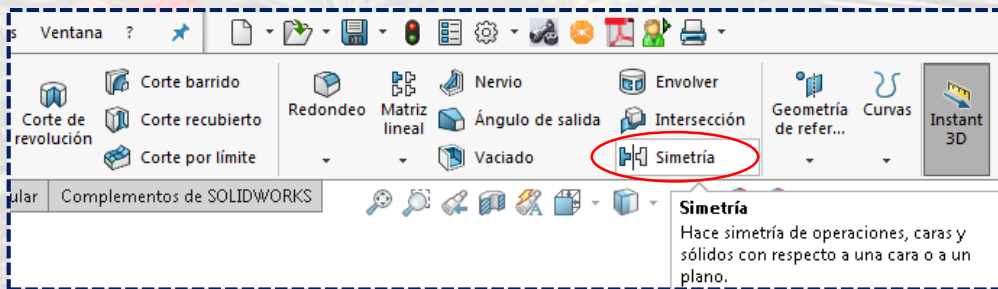 s Ventana ?
Corte de revolución
Corte barrido
Corte recubierto
Corte por límite
Redondeo
Matriz lineal
Nervio
Ángulo de salida
Vaciado
Envolver
Intersección
Simetría
Geometría de refer...
Curvas
Instant 3D
ular
Complementos de SOLIDWORKS
Simetría
Hace simetría de operaciones, caras y
sólidos con respecto a una cara o a un
plano.